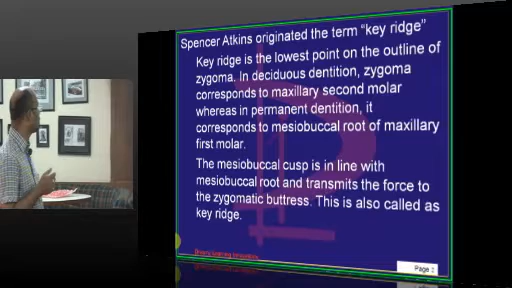 Spencer Atkins originated the term “key ridge”
Key ridge is the lowest point on the outline of
zygoma. In deciduous dentition, zygoma
corresponds to maxillary second molar
whereas in permanent dentition, it
corresponds to mesiobuccal root of maxillary
first molar.
The mesiobuccal cusp is in line with
mesiobuccal root and transmits the force to
the zygomatic buttress. This is also called as
key ridge.
Page